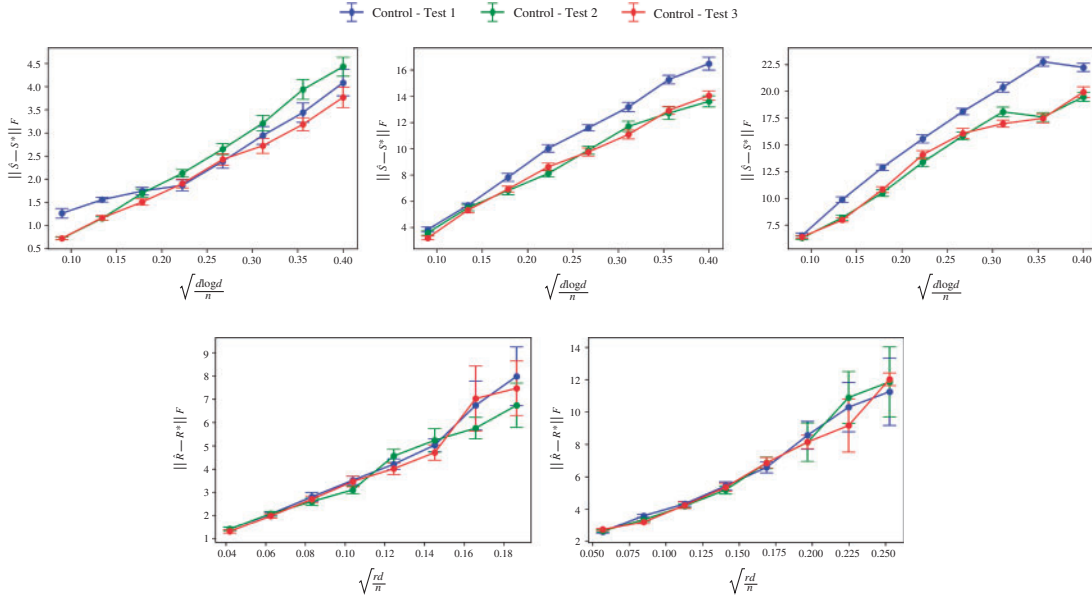 Control - Test 1 Control - Test 2 Control - Test 3
4.5
4.0
3.5
3.0
2.5
2.0
1.5
1.0
0.5
|| Ŝ — S* || F
0.10 0.15 0.20 0.25 0.30 0.35 0.40
√ dlogd / n
16
14
12
10
8
6
4
|| Ŝ — S* || F
0.10 0.15 0.20 0.25 0.30 0.35 0.40
√ dlogd / n
22.5
20.0
17.5
15.0
12.5
10.0
7.5
|| Ŝ — S* || F
0.10 0.15 0.20 0.25 0.30 0.35 0.40
√ dlogd / n
9
8
7
6
5
4
3
2
1
|| R̂ — R* || F
0.04 0.06 0.08 0.10 0.12 0.14 0.16 0.18
√ rd / n
14
12
10
8
6
4
2
|| R̂ — R* || F
0.050 0.075 0.100 0.125 0.150 0.175 0.200 0.225 0.250
√ rd / n